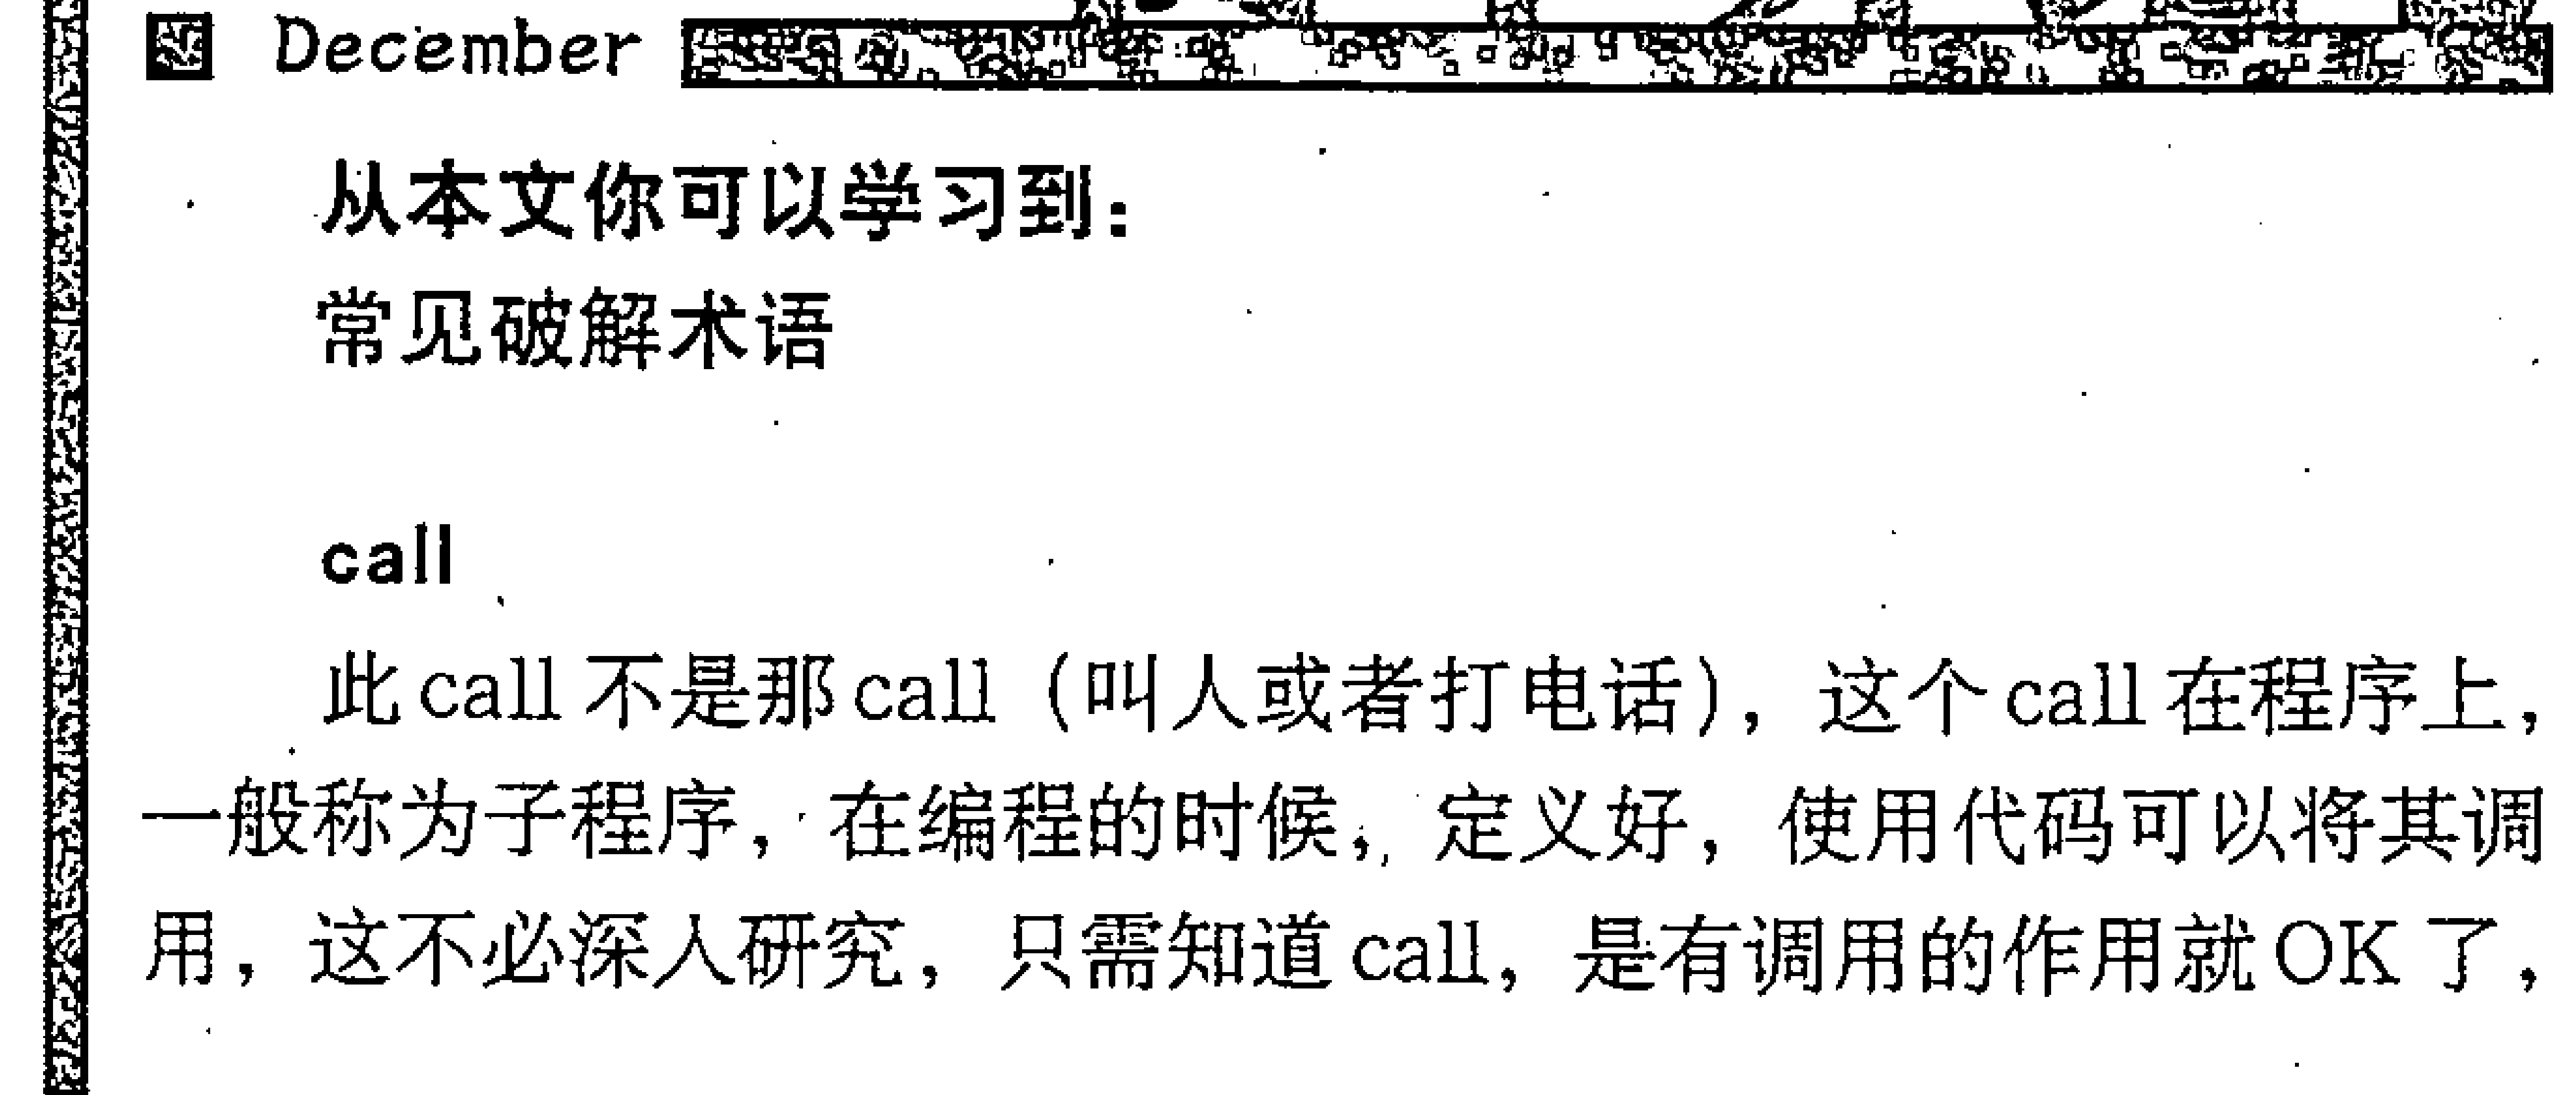 December
从本文你可以学习到:
常见破解术语
call
此call不是那call（叫人或者打电话），这个call在程序上，
一般称为子程序，在编程的时候，定义好，使用代码可以将其调
用，这不必深入研究，只需知道call，是有调用的作用就OK了，